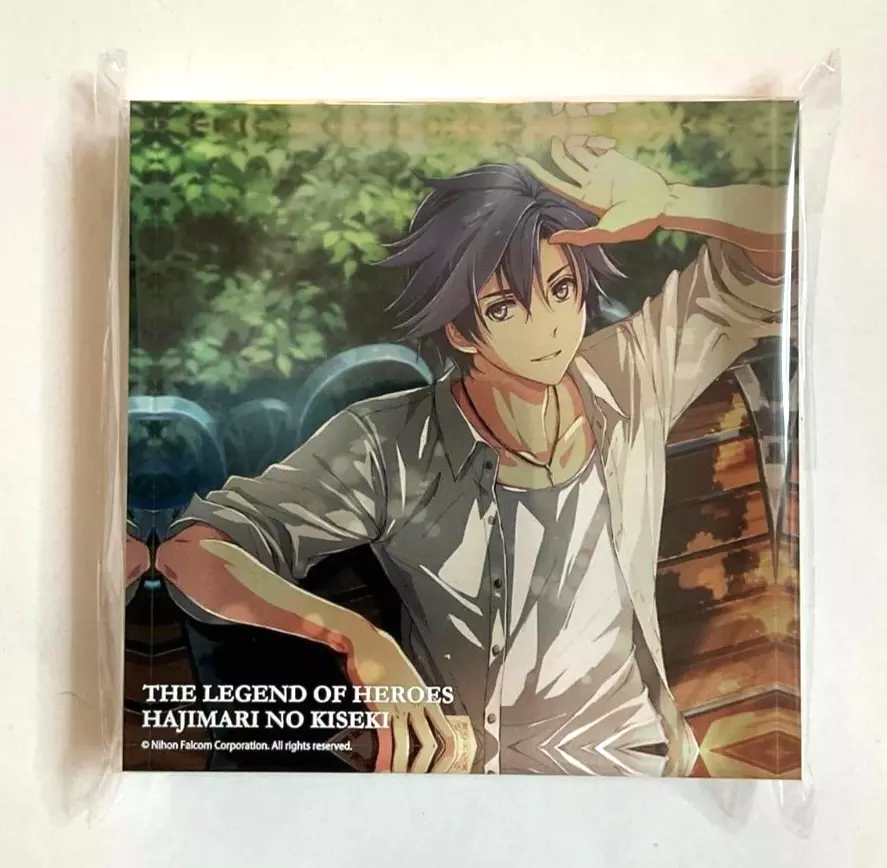 THE LEGEND OF HEROES
HAJIMARI NO KISEKI
© Nihon Falcom Corporation. All rights reserved.